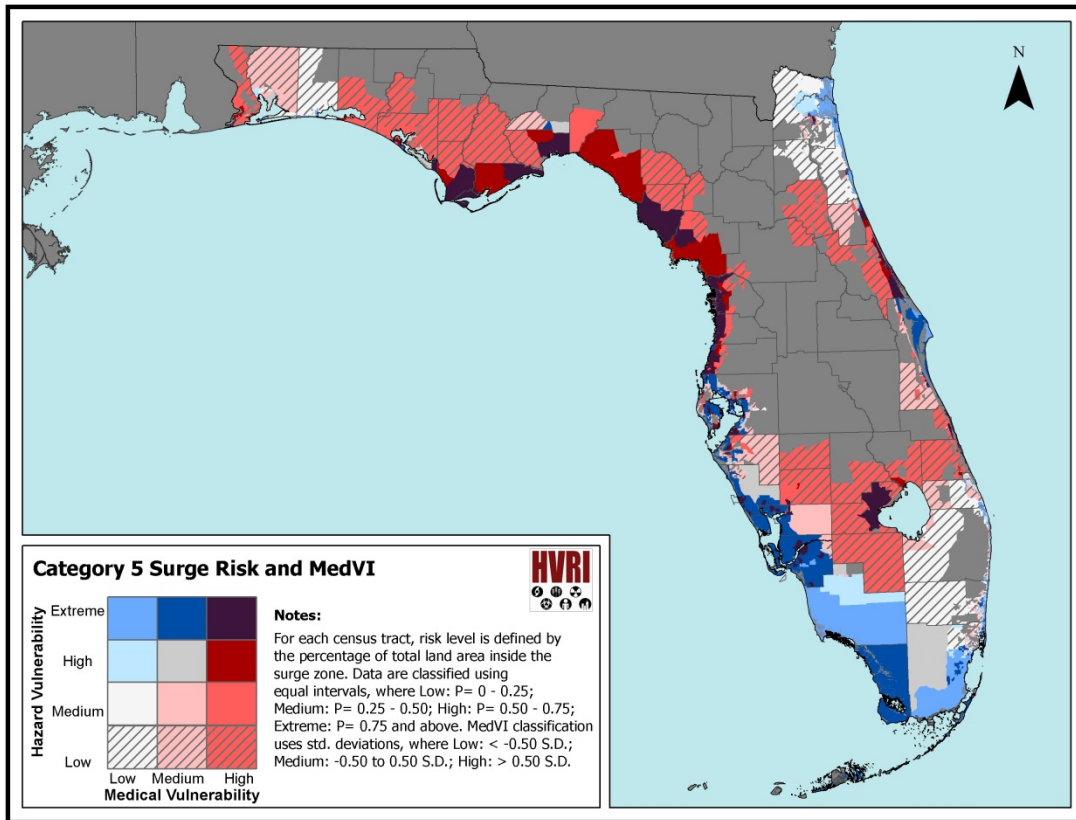 N
Category 5 Surge Risk and MedVI
HVRI
Hazard Vulnerability
Extreme
High
Medium
Low
Low
Medium
High
Medical Vulnerability
Notes:
For each census tract, risk level is defined by
the percentage of total land area inside the
surge zone. Data are classified using
equal intervals, where Low: P= 0 - 0.25;
Medium: P= 0.25 - 0.50; High: P= 0.50 - 0.75;
Extreme: P= 0.75 and above. MedVI classification
uses std. deviations, where Low: < -0.50 S.D.;
Medium: -0.50 to 0.50 S.D.; High: > 0.50 S.D.